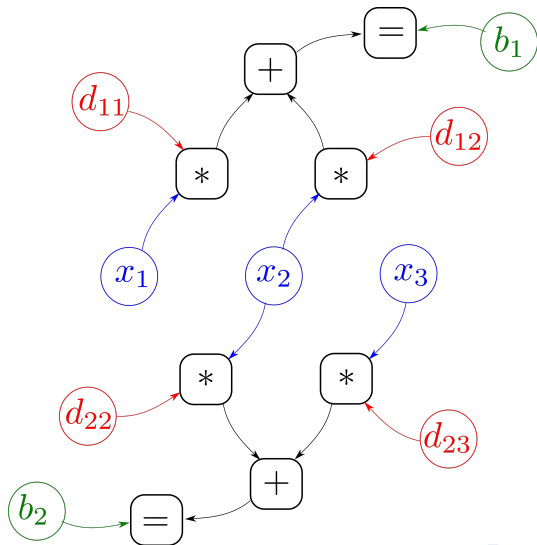 = b₁
+
d₁₁ d₁₂
* *
x₁ x₂ x₃
* *
d₂₂ d₂₃
+
b₂ =